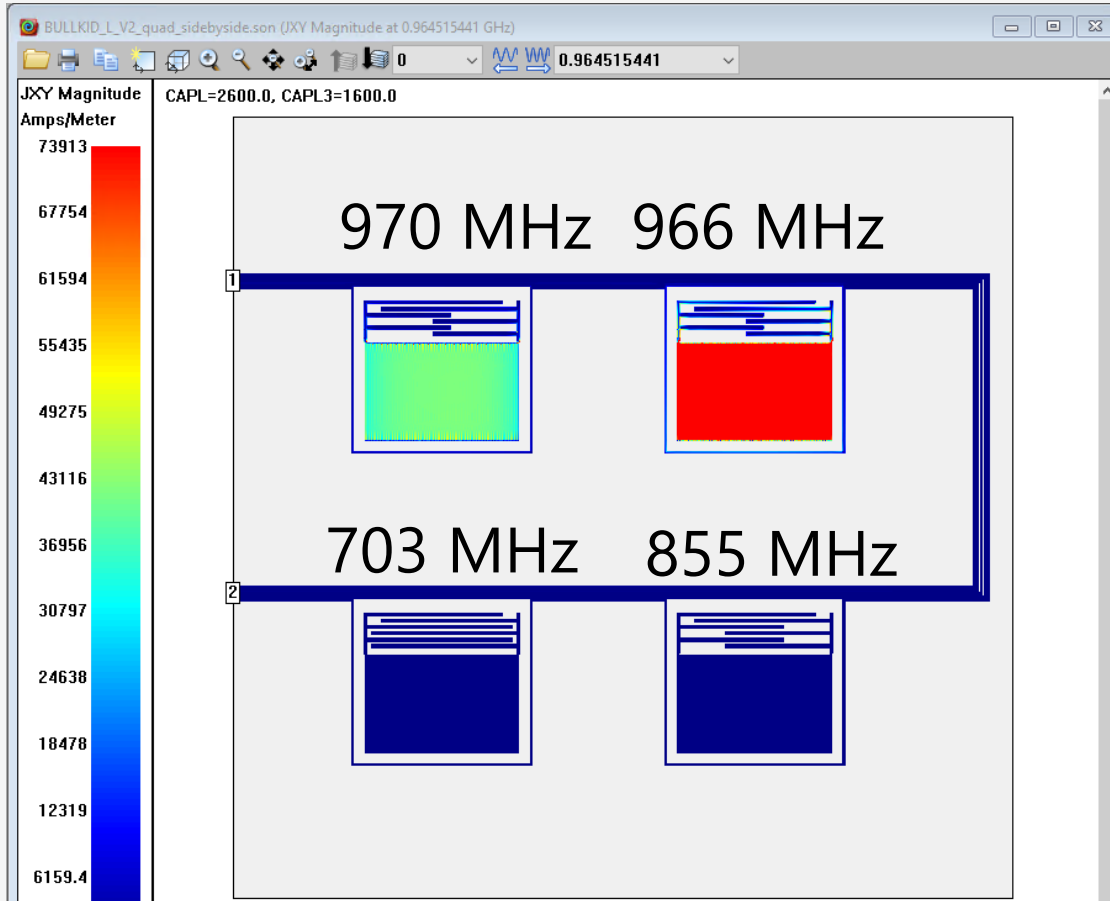 BULLKID_L_V2_quad_sidebyside.son (JXY Magnitude at 0.964515441 GHz)
0
0.964515441
JXY Magnitude
Amps/Meter
CAPL=2600.0, CAPL3=1600.0
73913
67754
61594
55435
49275
43116
36956
30797
24638
18478
12319
6159.4
970 MHz 966 MHz
1
703 MHz 855 MHz
2